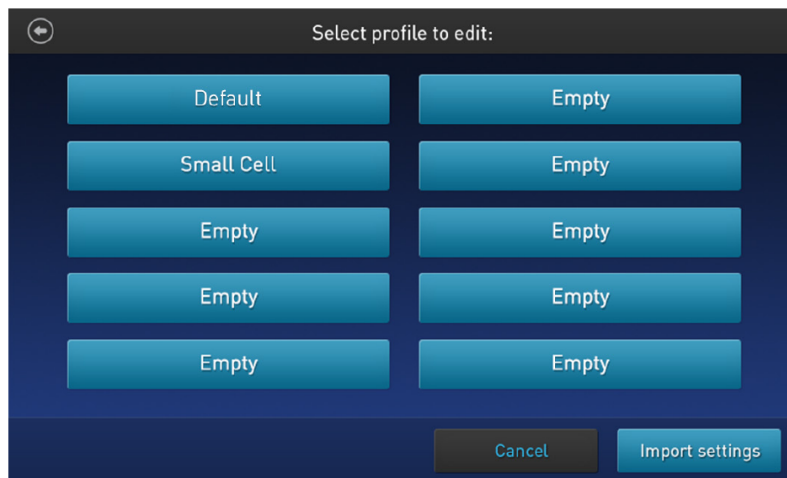 Select profile to edit:
Default
Empty
Small Cell
Empty
Empty
Empty
Empty
Empty
Empty
Empty
Cancel
Import settings